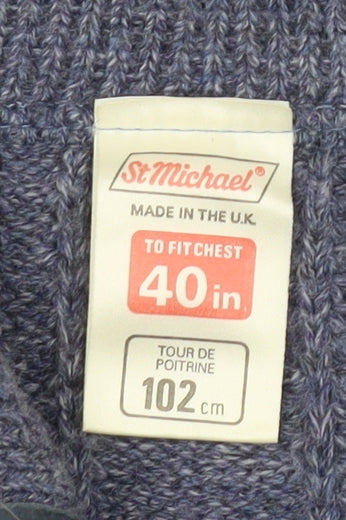 St Michael®
MADE IN THE U.K.
TO FIT CHEST
40 in
TOUR DE
POITRINE
102 cm